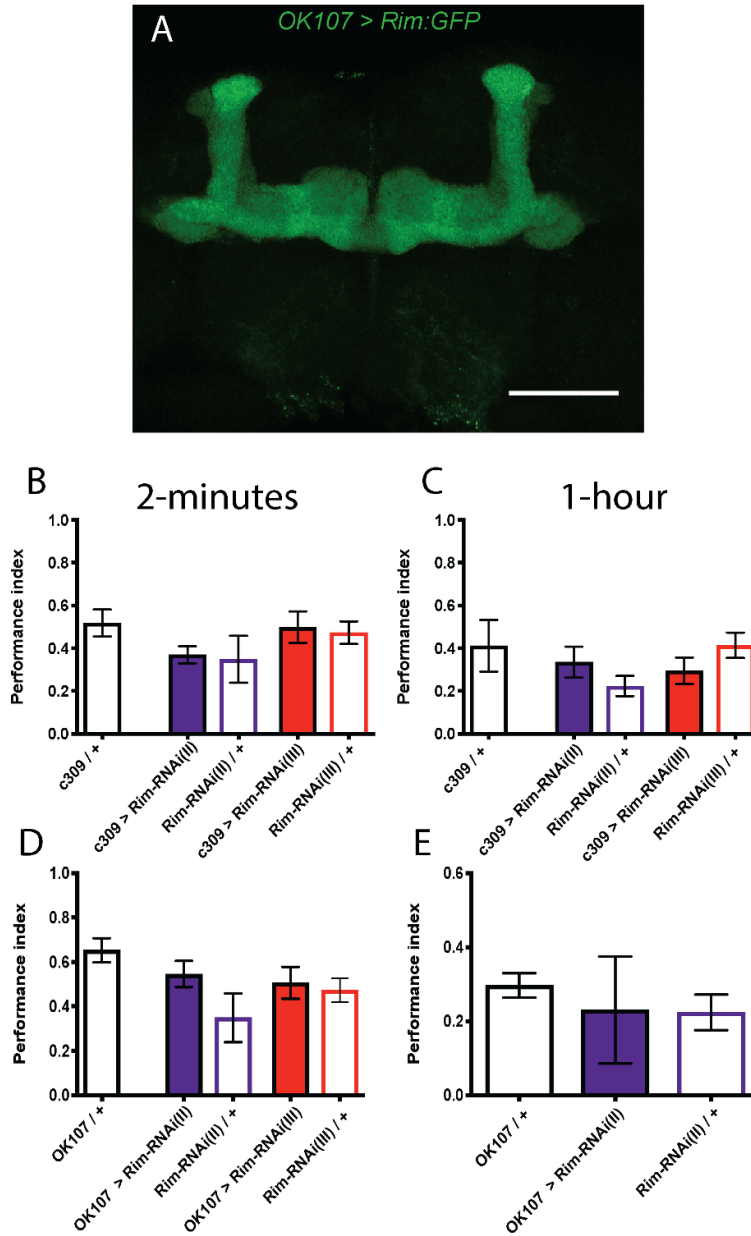 A
OK107 > Rim:GFP
B
2-minutes
1.0
0.8
0.6
0.4
0.2
0.0
Performance index
c309 / +
c309 > Rim-RNAi(II)
Rim-RNAi(II) / +
c309 > Rim-RNAi(III)
Rim-RNAi(III) / +
C
1-hour
1.0
0.8
0.6
0.4
0.2
0.0
Performance index
c309 / +
c309 > Rim-RNAi(II)
Rim-RNAi(II) / +
c309 > Rim-RNAi(III)
Rim-RNAi(III) / +
D
1.0
0.8
0.6
0.4
0.2
0.0
Performance index
OK107 / +
OK107 > Rim-RNAi(II)
Rim-RNAi(II) / +
OK107 > Rim-RNAi(III)
Rim-RNAi(III) / +
E
0.6
0.4
0.2
0.0
Performance index
OK107 / +
OK107 > Rim-RNAi(II)
Rim-RNAi(II) / +